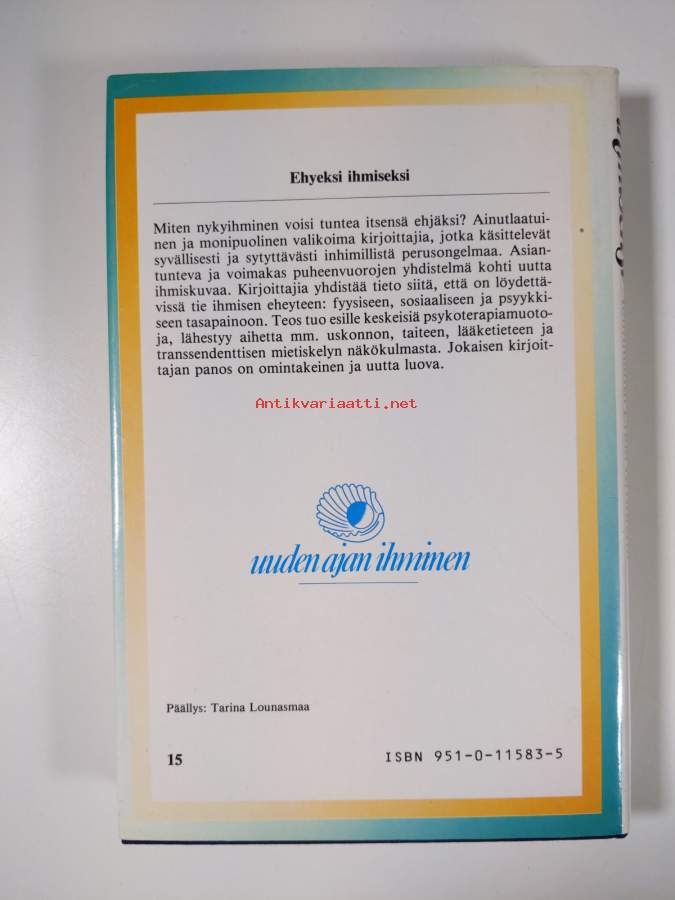 Ehyeksi ihmiseksi
Miten nykyihminen voisi tuntea itsensä ehjäksi? Ainutlaatui-
nen ja monipuolinen valikoima kirjoittajia, jotka käsittelevät
syvällisesti ja sytyttävästi inhimillistä perusongelmaa. Asian-
tunteva ja voimakas puheenvuorojen yhdistelmä kohti uutta
ihmiskuvaa. Kirjoittajia yhdistää tieto siitä, että on löydettä-
vissä tie ihmisen eheyteen: fyysiseen, sosiaaliseen ja psyykki-
seen tasapainoon. Teos tuo esille keskeisiä psykoterapiamuoto-
ja, lähestyy aihetta mm. uskonnon, taiteen, lääketieteen ja
transsendenttisen mietiskelyn näkökulmasta. Jokaisen kirjoit-
tajan panos on omintakeinen ja uutta luova.
Antikvariaatti.net
uuden ajan ihminen
Päällys: Tarina Lounasmaa
15
ISBN 951-0-11583-5